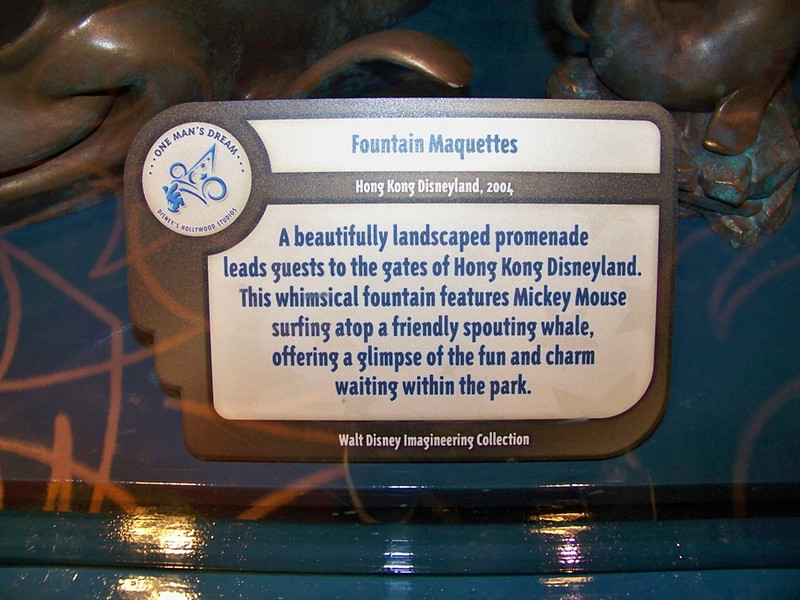 ONE MAN'S DREAM
DISNEY'S HOLLYWOOD STUDIOS
Fountain Maquettes
Hong Kong Disneyland, 2004
A beautifully landscaped promenade
leads guests to the gates of Hong Kong Disneyland.
This whimsical fountain features Mickey Mouse
surfing atop a friendly spouting whale,
offering a glimpse of the fun and charm
waiting within the park.
Walt Disney Imagineering Collection